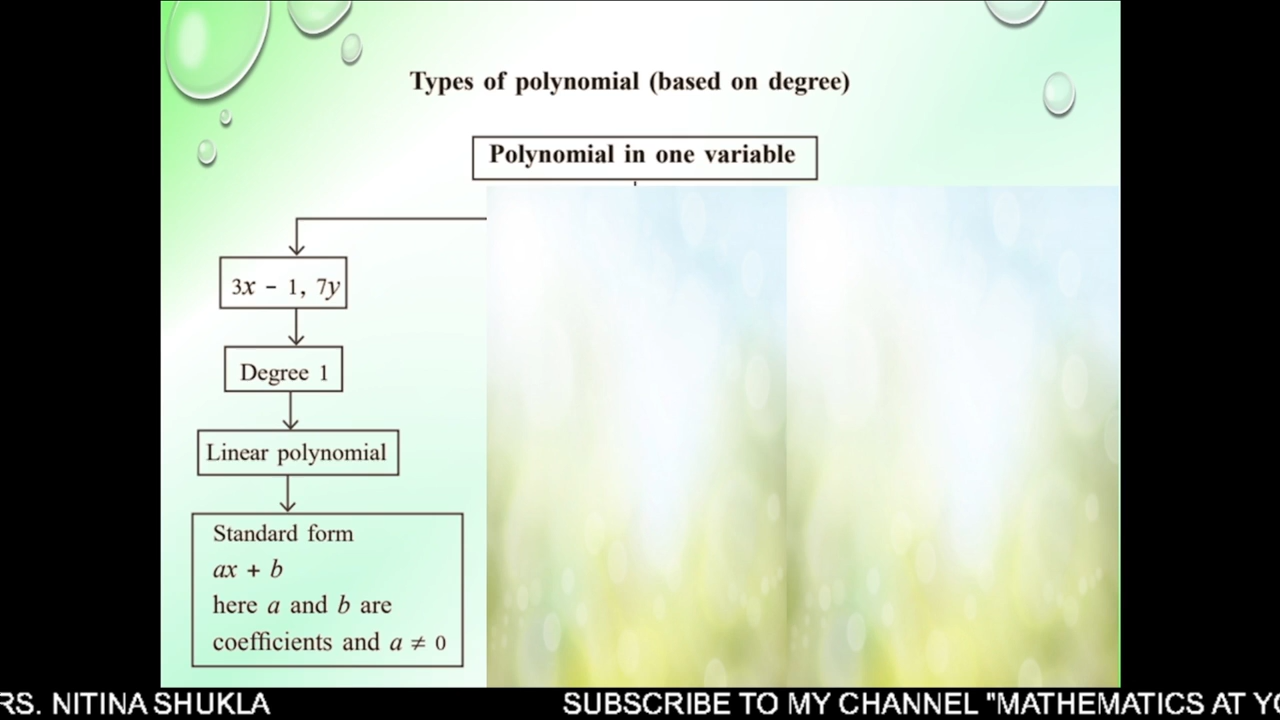 Types of polynomial (based on degree)
Polynomial in one variable
3x - 1, 7y
Degree 1
Linear polynomial
Standard form
ax + b
here a and b are
coefficients and a ≠ 0
RS. NITINA SHUKLA SUBSCRIBE TO MY CHANNEL "MATHEMATICS AT